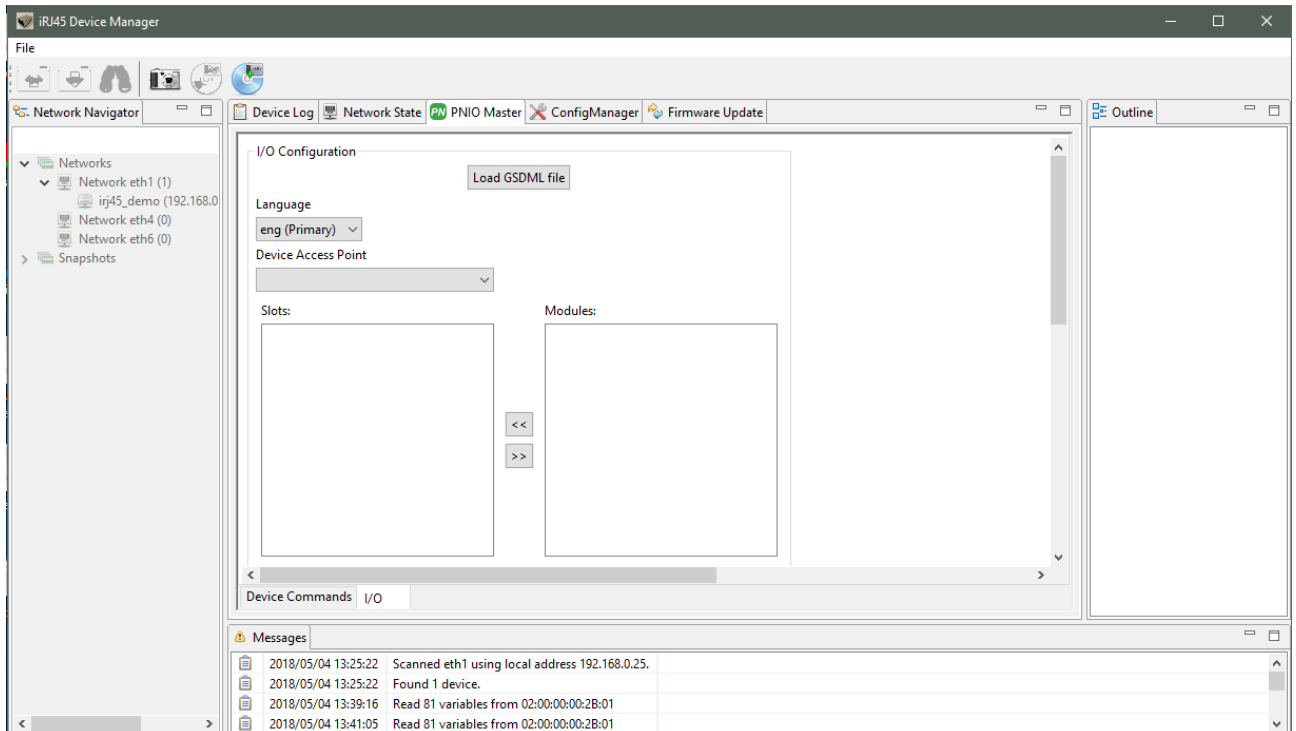 iRJ45 Device Manager
File
Network Navigator
Networks
Network eth1 (1)
irj45_demo (192.168.0
Network eth4 (0)
Network eth6 (0)
Snapshots
Device Log
Network State
PN PNIO Master
ConfigManager
Firmware Update
I/O Configuration
Load GSDML file
Language
eng (Primary)
Device Access Point
Slots:
Modules:
<<
>>
Device Commands
I/O
Outline
Messages
2018/05/04 13:25:22 Scanned eth1 using local address 192.168.0.25.
2018/05/04 13:25:22 Found 1 device.
2018/05/04 13:39:16 Read 81 variables from 02:00:00:00:2B:01
2018/05/04 13:41:05 Read 81 variables from 02:00:00:00:2B:01